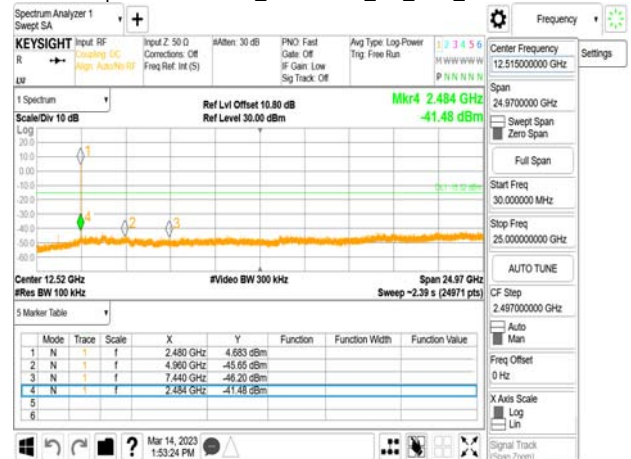 Spectrum Analyzer 1
Swept SA
Frequency
KEYSIGHT
R
LU
Input: RF
Coupling: DC
Align: Auto/No RF
Input Z: 50 Ω
Corrections: Off
Freq Ref: Int (S)
#Atten: 30 dB
PNO: Fast
Gate: Off
IF Gain: Low
Sig Track: Off
Avg Type: Log-Power
Trig: Free Run
1 2 3 4 5 6
M W W W W W
P N N N N N
1 Spectrum
Scale/Div 10 dB
Ref Lvl Offset 10.80 dB
Ref Level 30.00 dBm
Mkr4 2.484 GHz
-41.48 dBm
Log
20.0
10.0
0.00
-10.0
-20.0
-30.0
-40.0
-50.0
-60.0
1
4
2
3
Center 12.52 GHz
#Res BW 100 kHz
#Video BW 300 kHz
Span 24.97 GHz
Sweep ~2.39 s (24971 pts)
5 Marker Table
Mode Trace Scale X Y Function Function Width Function Value
1 N 1 f 2.480 GHz 4.683 dBm
2 N 1 f 4.960 GHz -45.65 dBm
3 N 1 f 7.440 GHz -46.20 dBm
4 N 1 f 2.484 GHz -41.48 dBm
5
6
?
Mar 14, 2023
1:53:24 PM
Center Frequency
12.515000000 GHz
Settings
Span
24.9700000 GHz
Swept Span
Zero Span
Full Span
Start Freq
30.000000 MHz
Stop Freq
25.000000000 GHz
AUTO TUNE
CF Step
2.497000000 GHz
Auto
Man
Freq Offset
0 Hz
X Axis Scale
Log
Lin
Signal Track
(Span Zoom)